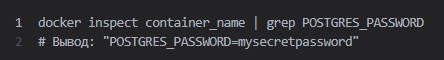 1 docker inspect container_name | grep POSTGRES_PASSWORD
2 # Вывод: "POSTGRES_PASSWORD=mysecretpassword"